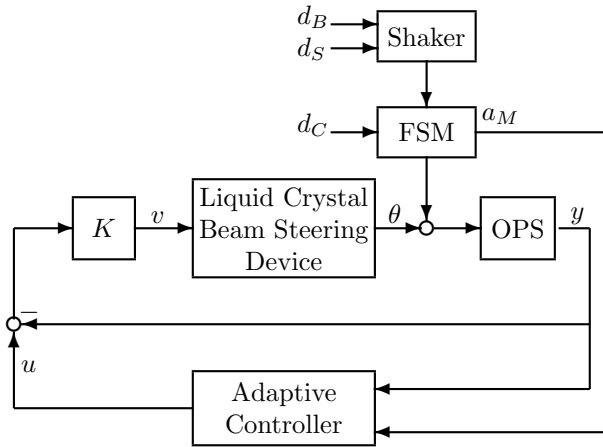 d_B
d_S
Shaker
d_C
FSM
a_M
K
v
Liquid Crystal
Beam Steering
Device
θ
OPS
y
−
u
Adaptive
Controller